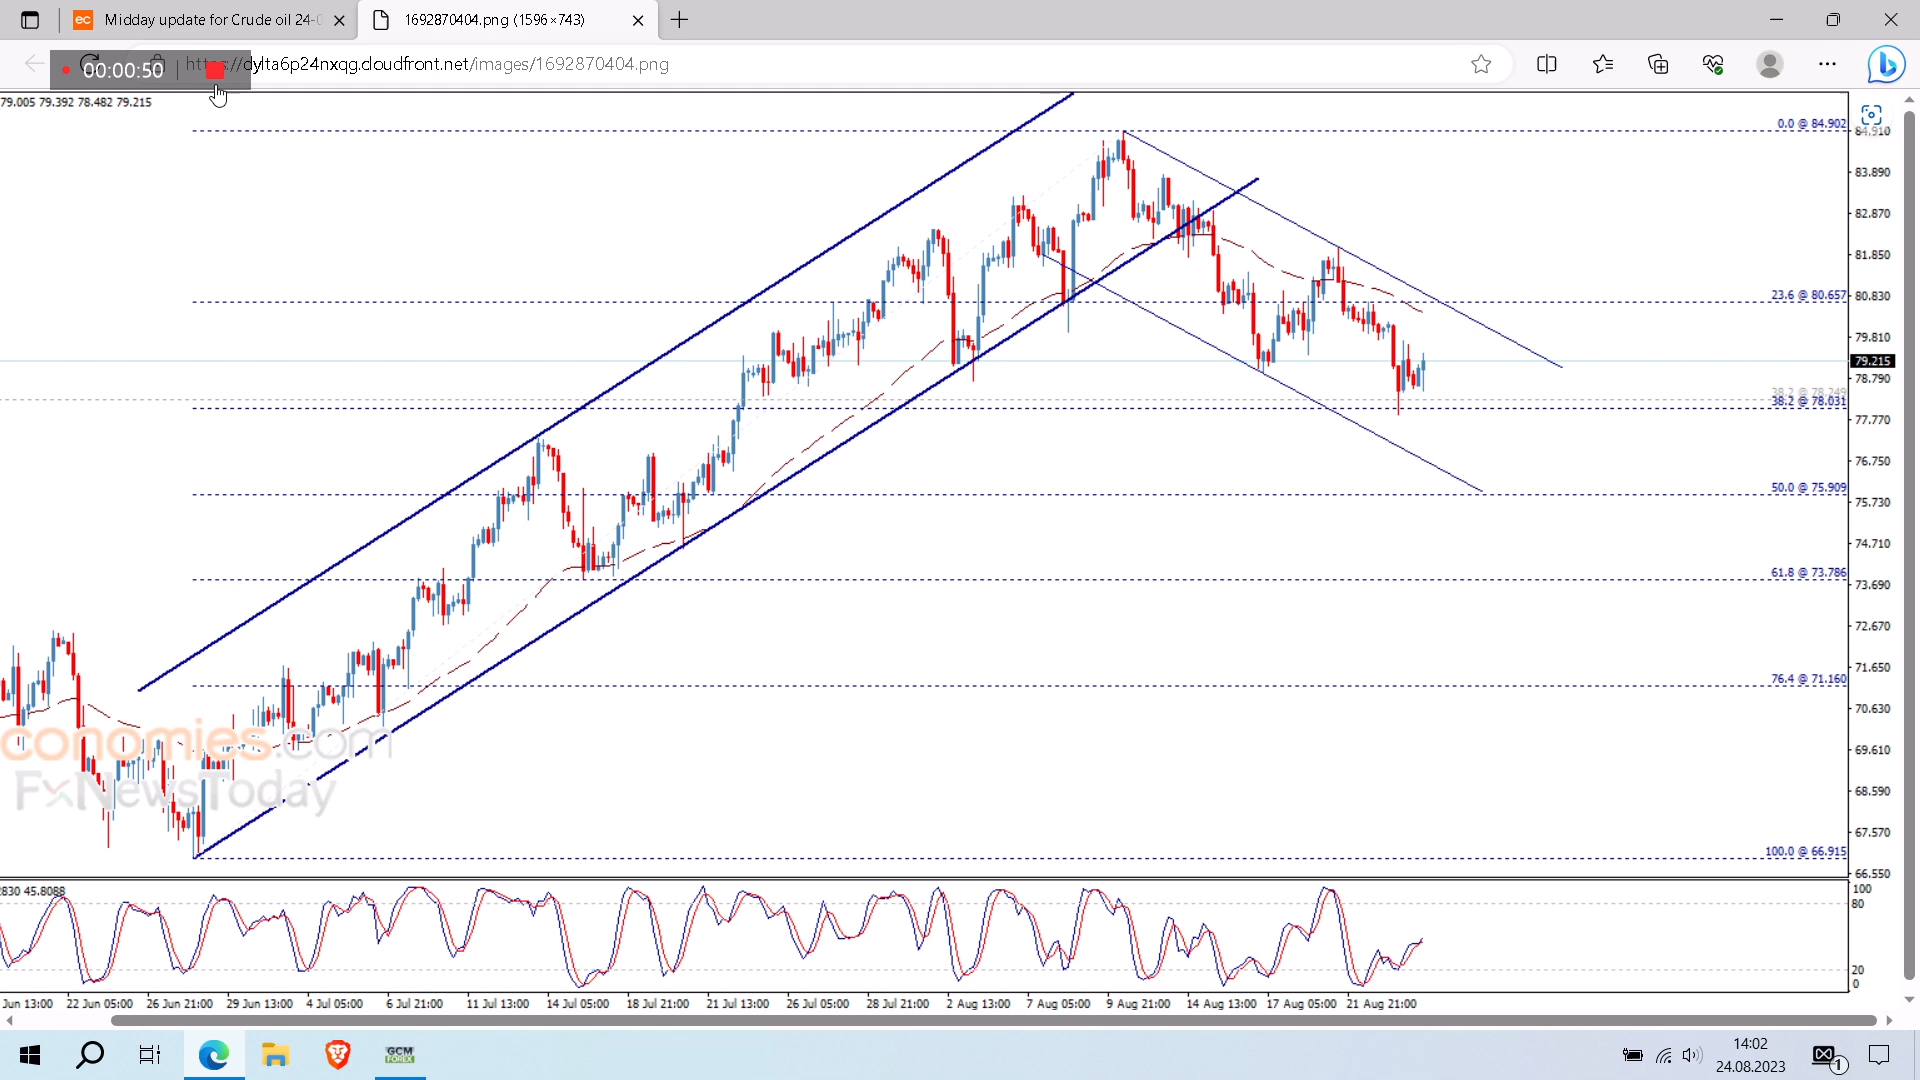 Midday update for Crude oil 24-0
1692870404.png (1596×743)
00:00:50
https://dylta6p24nxqg.cloudfront.net/images/1692870404.png
79.005 79.392 78.482 79.215
0.0 @ 84.902
84.910
83.890
82.870
81.850
23.6 @ 80.657
80.830
79.810
79.215
78.790
38.2 @ 78.249
38.2 @ 78.031
77.770
76.750
50.0 @ 75.909
75.730
74.710
61.8 @ 73.786
73.690
72.670
71.650
76.4 @ 71.160
70.630
69.610
68.590
67.570
100.0 @ 66.915
66.550
conomies.com
FxNewsToday
830 45.8088
100
80
20
0
Jun 13:00 22 Jun 05:00 26 Jun 21:00 29 Jun 13:00 4 Jul 05:00 6 Jul 21:00 11 Jul 13:00 14 Jul 05:00 18 Jul 21:00 21 Jul 13:00 26 Jul 05:00 28 Jul 21:00 2 Aug 13:00 7 Aug 05:00 9 Aug 21:00 14 Aug 13:00 17 Aug 05:00 21 Aug 21:00
GCM
FOREX
14:02
24.08.2023
1